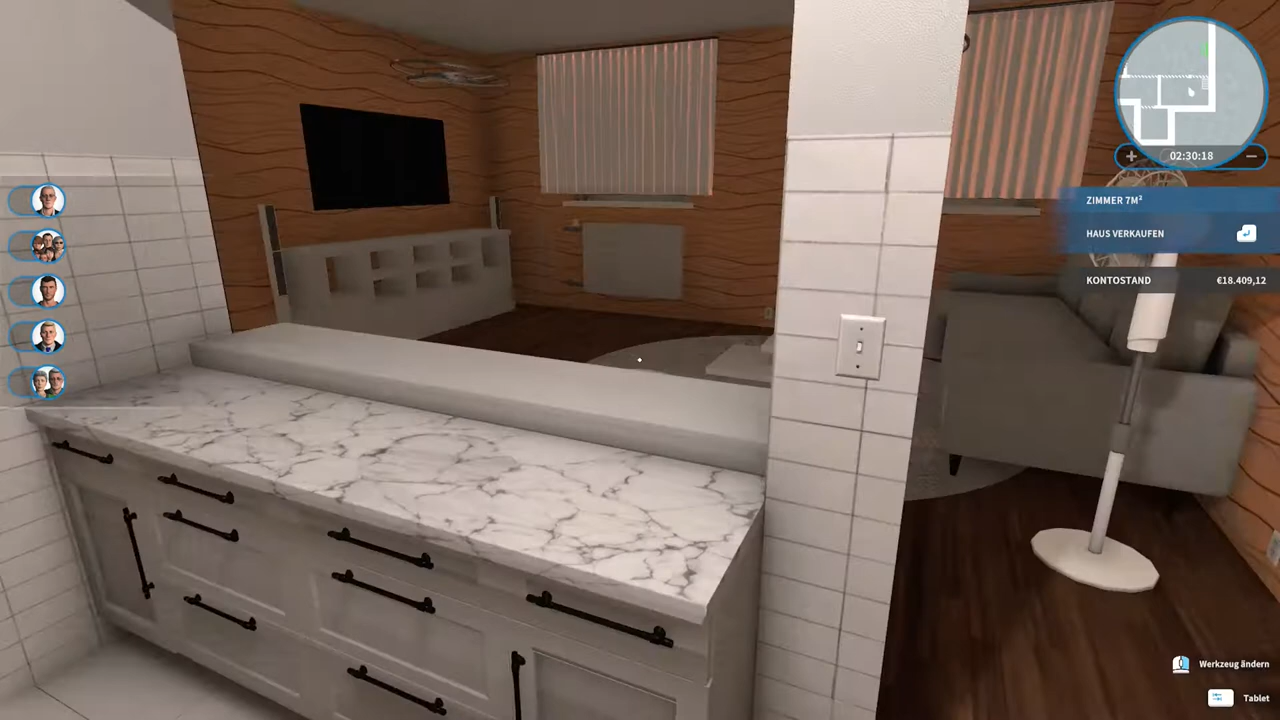 02:30:18
ZIMMER 7M²
HAUS VERKAUFEN
KONTOSTAND €18.409,12
Werkzeug ändern
Tablet